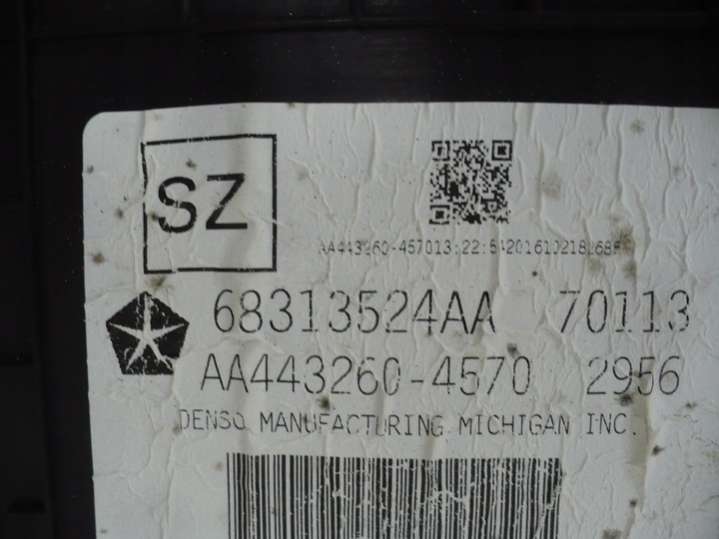 SZ
68313524AA 70113
AA443260-4570 2956
DENSO MANUFACTURING MICHIGAN INC.